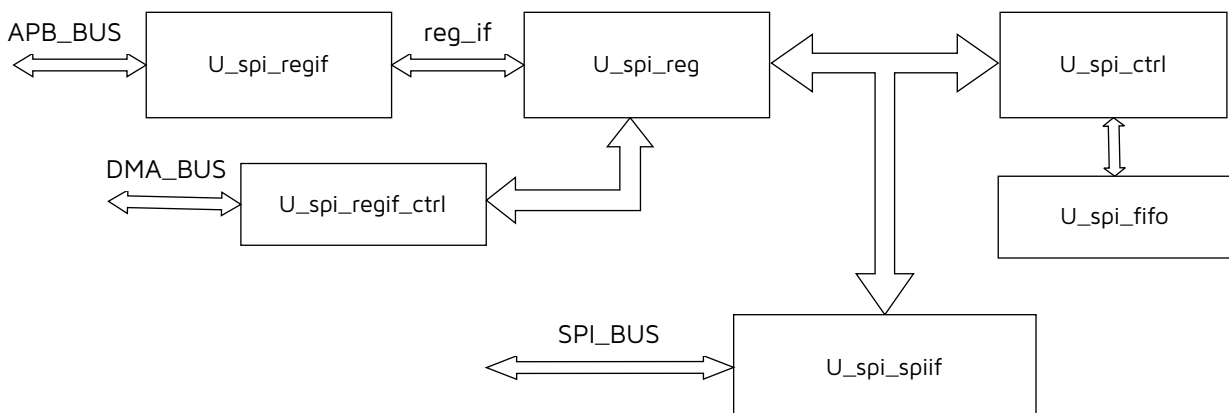 APB_BUS
reg_if
U_spi_regif
U_spi_reg
U_spi_ctrl
DMA_BUS
U_spi_regif_ctrl
U_spi_fifo
SPI_BUS
U_spi_spiif